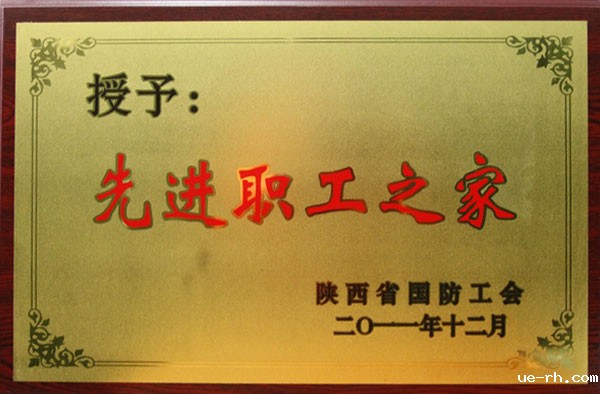 授予：
先进职工之家
陕西省国防工会
二〇一一年十二月
ue-rh.com